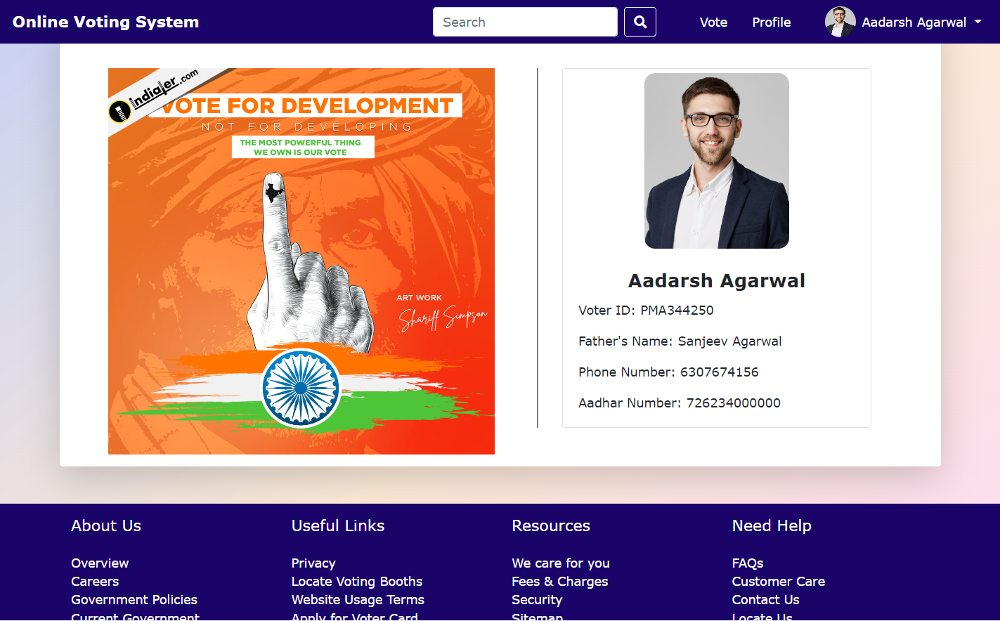 Online Voting System
Search
Vote
Profile
Aadarsh Agarwal
Indiater.com
VOTE FOR DEVELOPMENT
NOT FOR DEVELOPING
THE MOST POWERFUL THING
WE OWN IS OUR VOTE
ART WORK
Shariff Simpson
Aadarsh Agarwal
Voter ID: PMA344250
Father's Name: Sanjeev Agarwal
Phone Number: 6307674156
Aadhar Number: 726234000000
About Us
Overview
Careers
Government Policies
Current Government
Useful Links
Privacy
Locate Voting Booths
Website Usage Terms
Apply for Voter Card
Resources
We care for you
Fees & Charges
Security
Sitemap
Need Help
FAQs
Customer Care
Contact Us
Locate Us